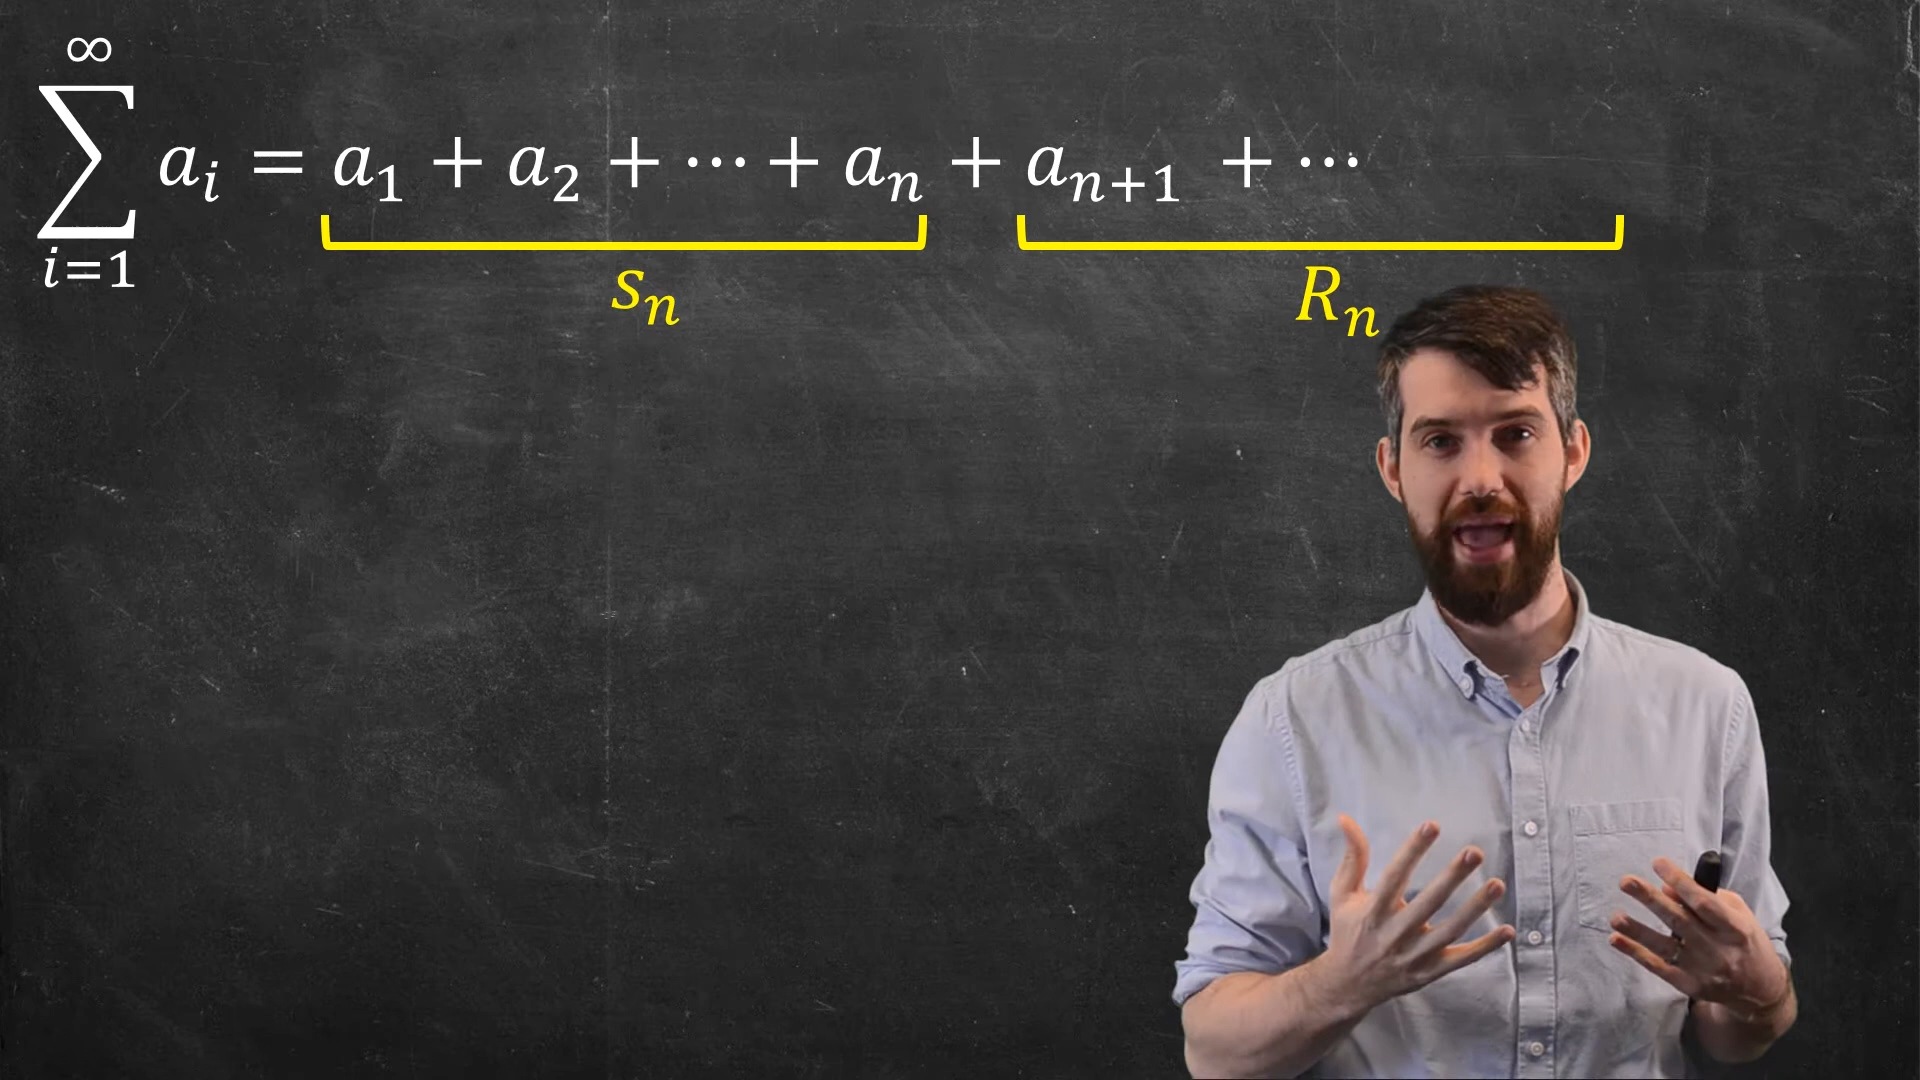 ∞
∑ aᵢ = a₁ + a₂ + ⋯ + aₙ + aₙ₊₁ + ⋯
i=1
sₙ Rₙ